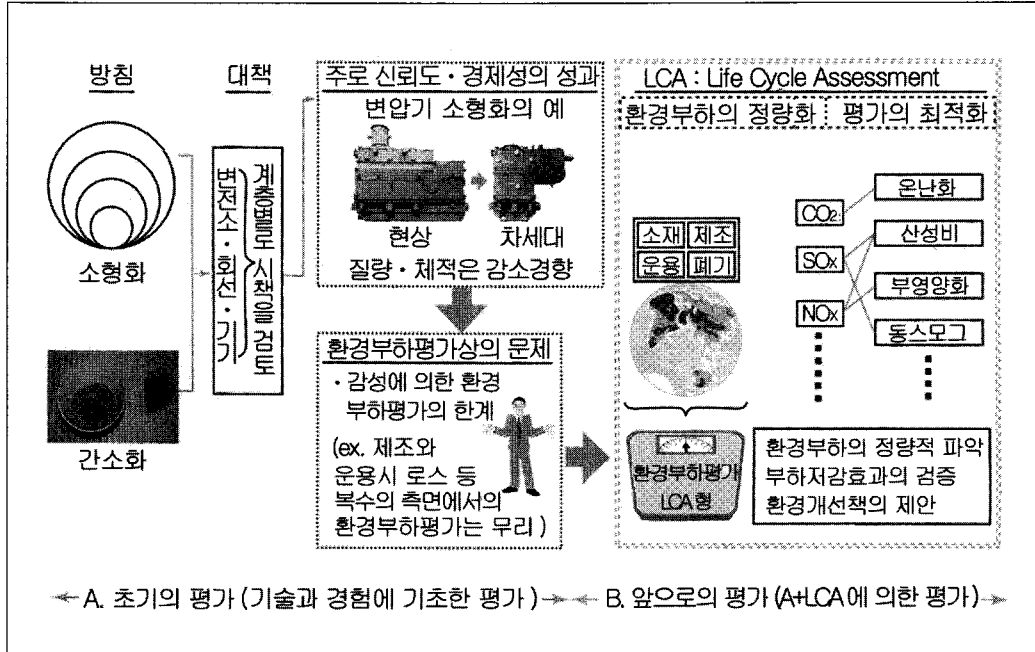 방침
대책
소형화
간소화
계층별로 시책을 검토
변전소·회선·기기
주로 신뢰도·경제성의 성과
변압기 소형화의 예
현상
차세대
질량·체적은 감소경향
환경부하평가상의 문제
· 감성에 의한 환경
부하평가의 한계
(ex. 제조와
운용시 로스 등
복수의 측면에서의
환경부하평가는 무리 )
LCA : Life Cycle Assessment
환경부하의 정량화
평가의 최적화
소재
제조
운용
폐기
CO₂
SOx
NOx
온난화
산성비
부영양화
동스모그
환경부하평가
LCA형
환경부하의 정량적 파악
부하저감효과의 검증
환경개선책의 제안
A. 초기의 평가 (기술과 경험에 기초한 평가 )
B. 앞으로의 평가 (A+LCA에 의한 평가 )